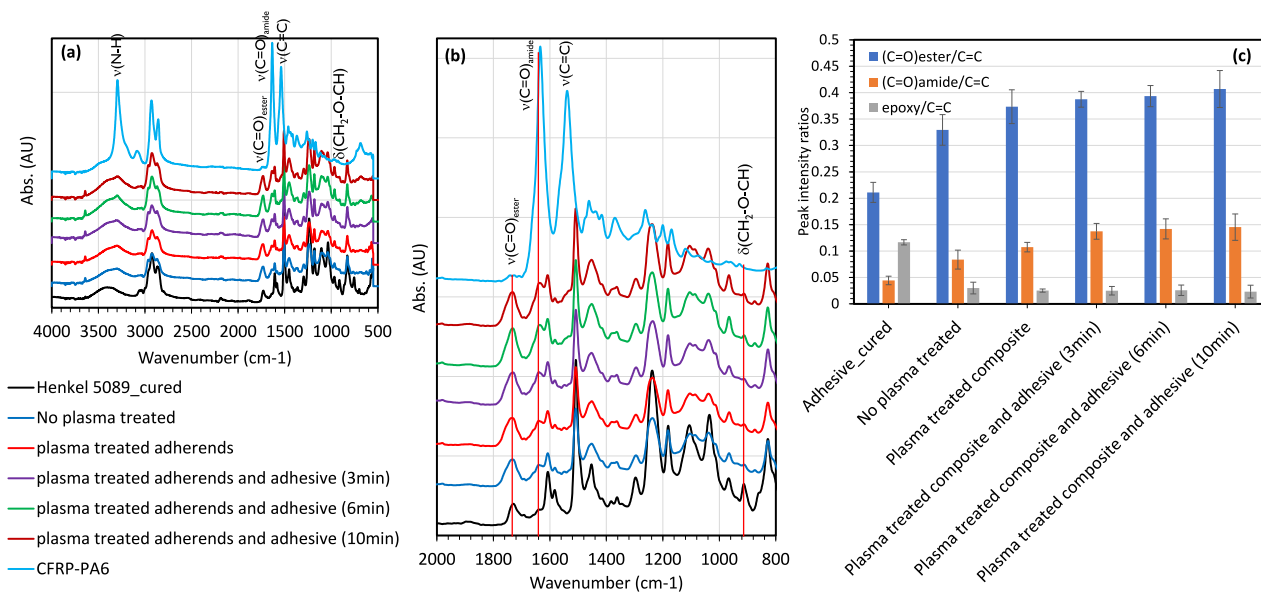 (a)
ν(N-H)
ν(C=O)amide
ν(C=C)
ν(C=O)ester
δ(CH2-O-CH)
Abs. (AU)
4000 3500 3000 2500 2000 1500 1000 500
Wavenumber (cm-1)
Henkel 5089_cured
No plasma treated
plasma treated adherends
plasma treated adherends and adhesive (3min)
plasma treated adherends and adhesive (6min)
plasma treated adherends and adhesive (10min)
CFRP-PA6
(b)
ν(C=O)amide
ν(C=C)
ν(C=O)ester
δ(CH2-O-CH)
Abs. (AU)
2000 1800 1600 1400 1200 1000 800
Wavenumber (cm-1)
(c)
(C=O)ester/C=C
(C=O)amide/C=C
epoxy/C=C
Peak intensity ratios
0.5
0.45
0.4
0.35
0.3
0.25
0.2
0.15
0.1
0.05
0
Adhesive_cured
No plasma treated
Plasma treated composite
Plasma treated composite and adhesive (3min)
Plasma treated composite and adhesive (6min)
Plasma treated composite and adhesive (10min)